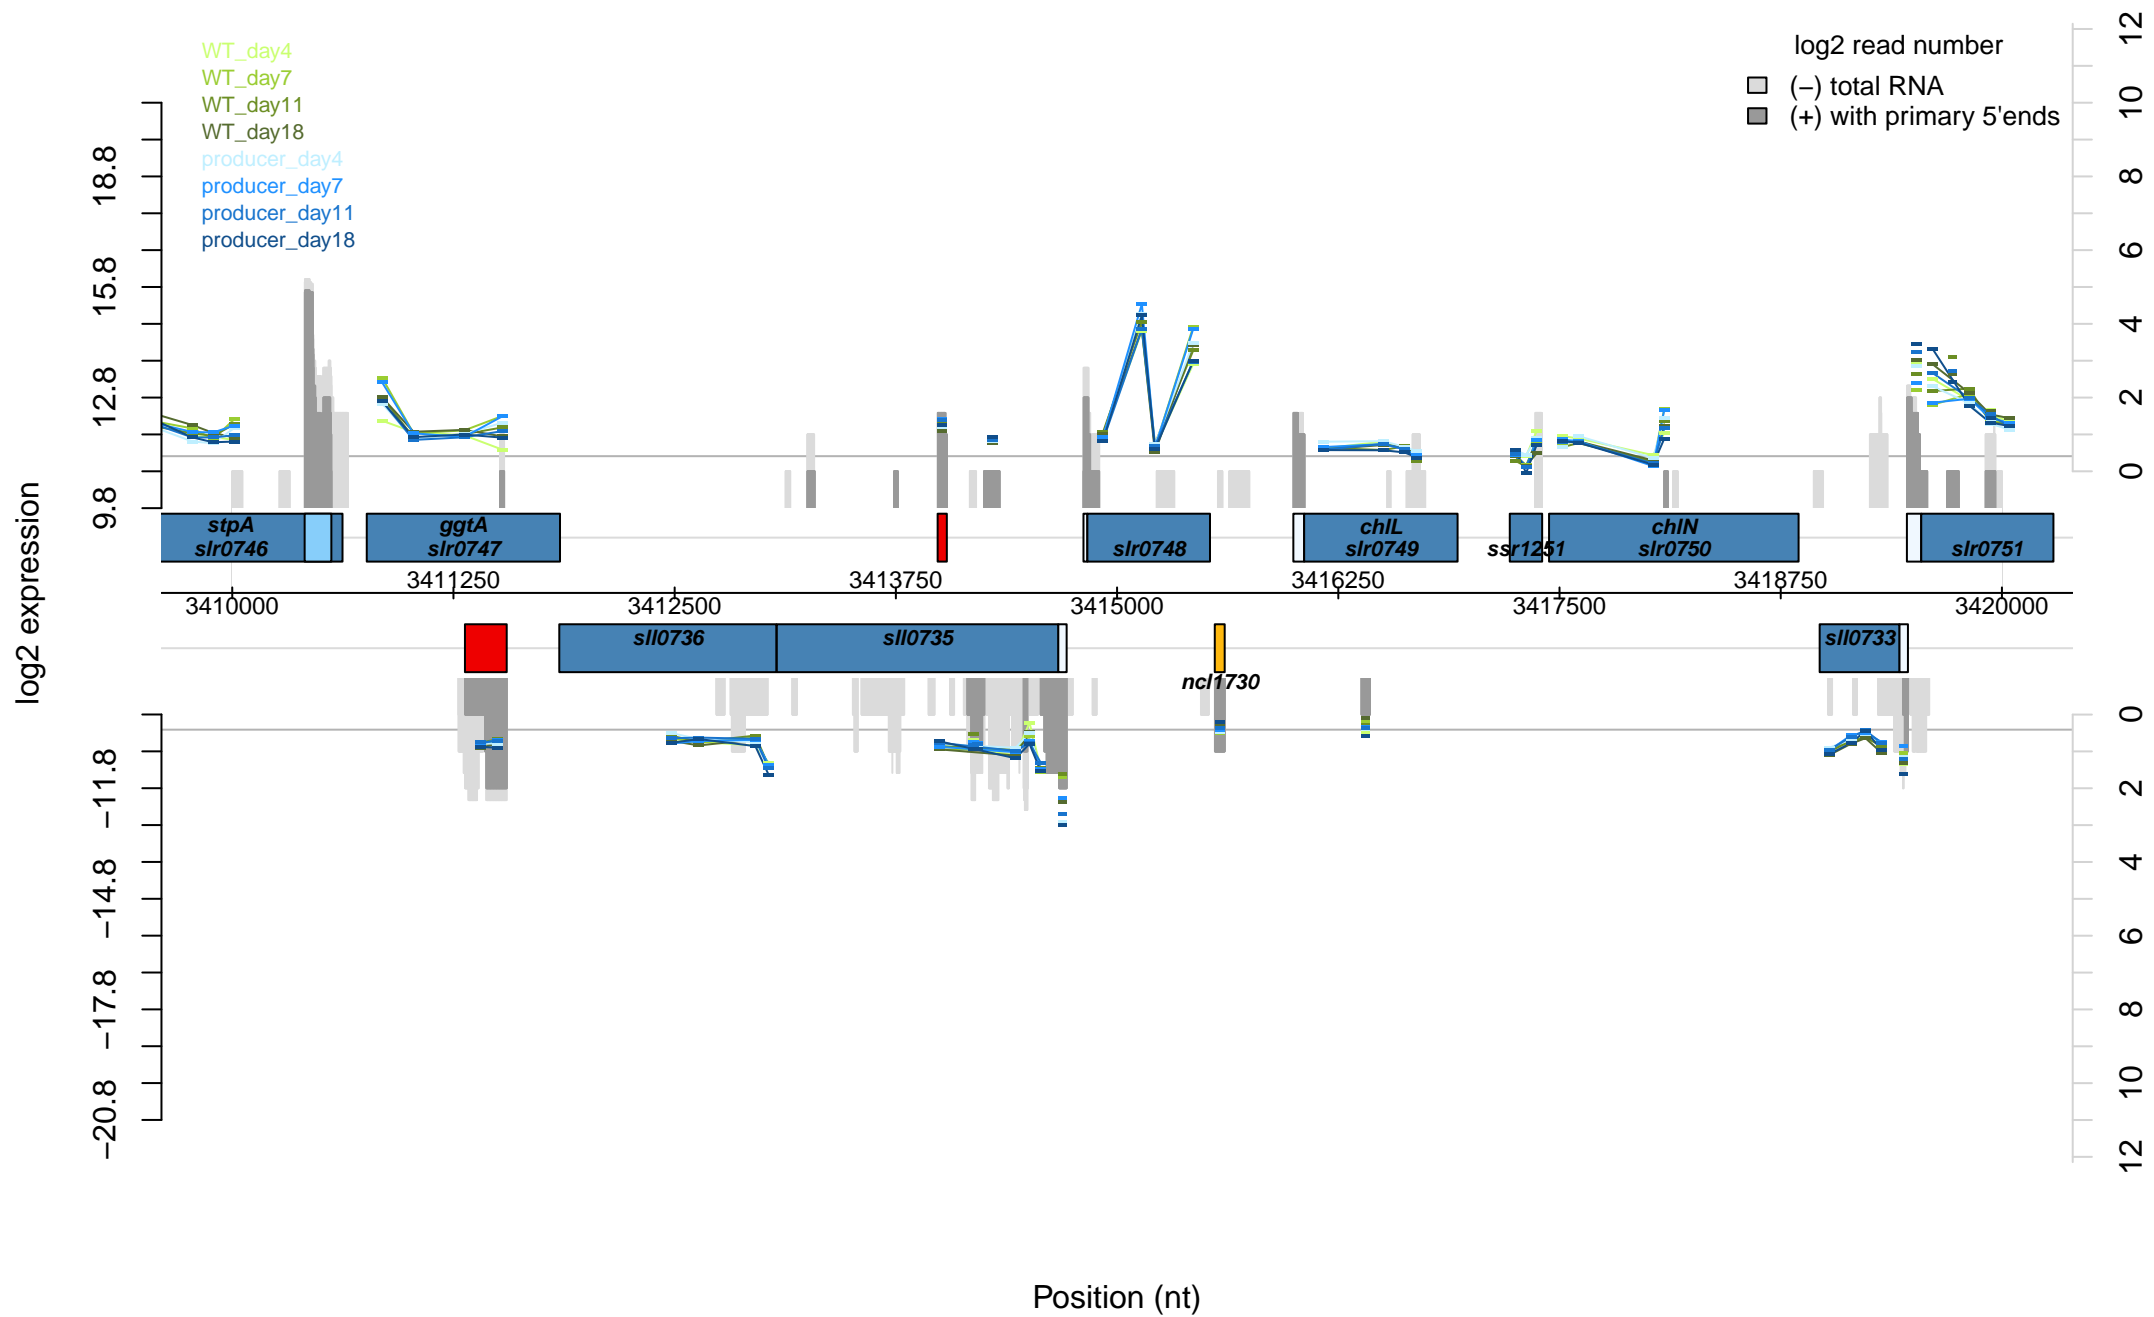 WT_day4
WT_day7
WT_day11
WT_day18
producer_day4
producer_day7
producer_day11
producer_day18
log2 read number
(−) total RNA
(+) with primary 5'ends
log2 expression
18.8
15.8
12.8
9.8
12
10
8
6
4
2
0
stpA
slr0746
ggtA
slr0747
slr0748
chlL
slr0749
ssr1251
chlN
slr0750
slr0751
3411250
3413750
3416250
3418750
3410000
3412500
3415000
3417500
3420000
sll0736
sll0735
sll0733
ncl1730
−11.8
−14.8
−17.8
−20.8
0
2
4
6
8
10
12
Position (nt)